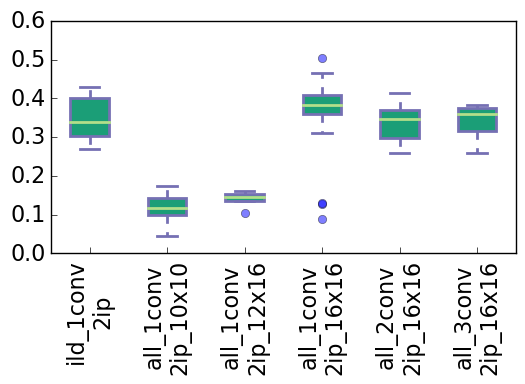 0.6
0.5
0.4
0.3
0.2
0.1
0.0
ild_1conv
2ip
all_1conv
2ip_10x10
all_1conv
2ip_12x16
all_1conv
2ip_16x16
all_2conv
2ip_16x16
all_3conv
2ip_16x16